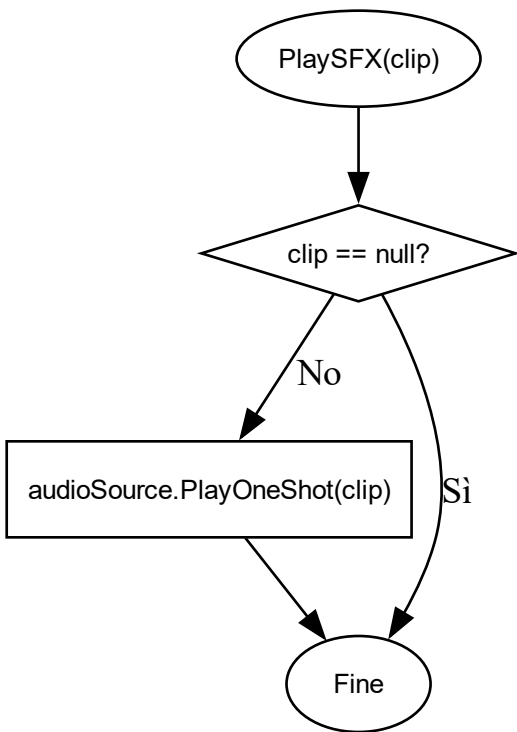 PlaySFX(clip)
clip == null?
No
audioSource.PlayOneShot(clip)
Sì
Fine